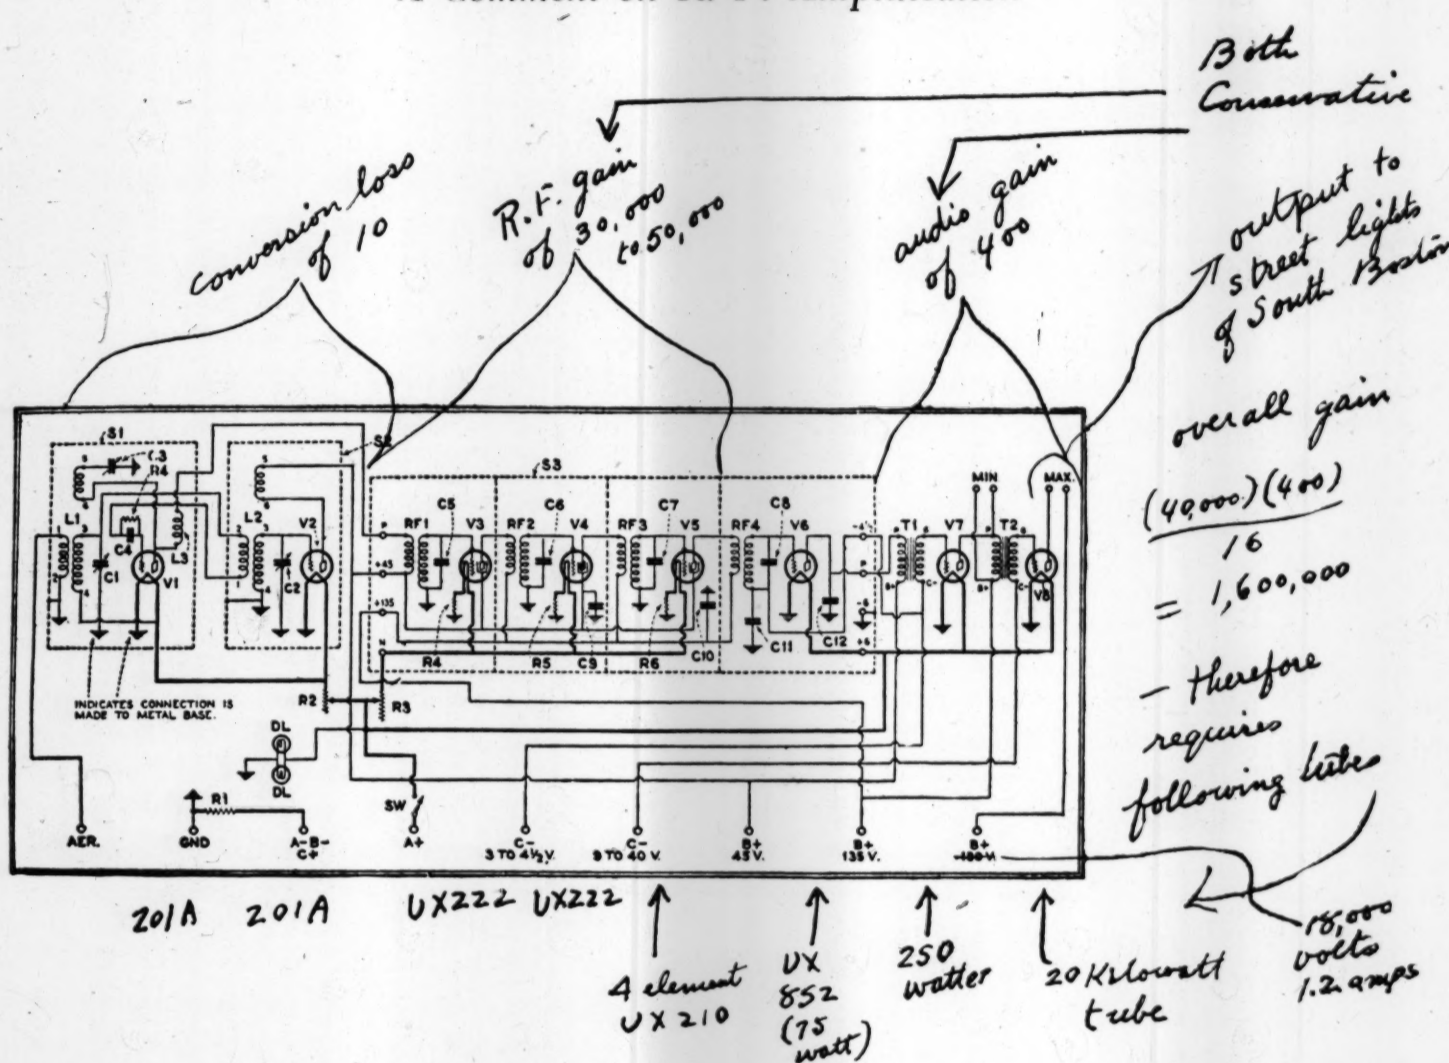 Both
Conservative
conversion loss
of 10
R.F. gain
of 30,000
to 50,000
audio gain
of 400
output to
street lights
of South Boston
overall gain
(40,000)(400)
16
= 1,600,000
- therefore
requires
following tubes
S1
C3
R4
S2
S3
L1
C4
C1
V1
L3
L2
V2
C2
C5
C6
C7
C8
MIN
MAX.
RF1
V3
RF2
V4
RF3
V5
RF4
V6
T1
V7
T2
V8
P
+45
+135
N
-4½
P
-6
+6
B+
C-
B+
C-
R4
R5
C9
R6
C10
C11
C12
INDICATES CONNECTION IS
MADE TO METAL BASE.
R2
R3
DL
DL
R1
SW
AER.
GND
A-B-
C+
A+
C-
3 TO 4½ V.
C-
9 TO 40 V.
B+
45 V.
B+
135 V.
B+
180 V.
201A 201A UX222 UX222
4 element
UX 210
UX
852
(75
watt)
250
watter
20 Kilowatt
tube
18,000
volts
1.2 amps